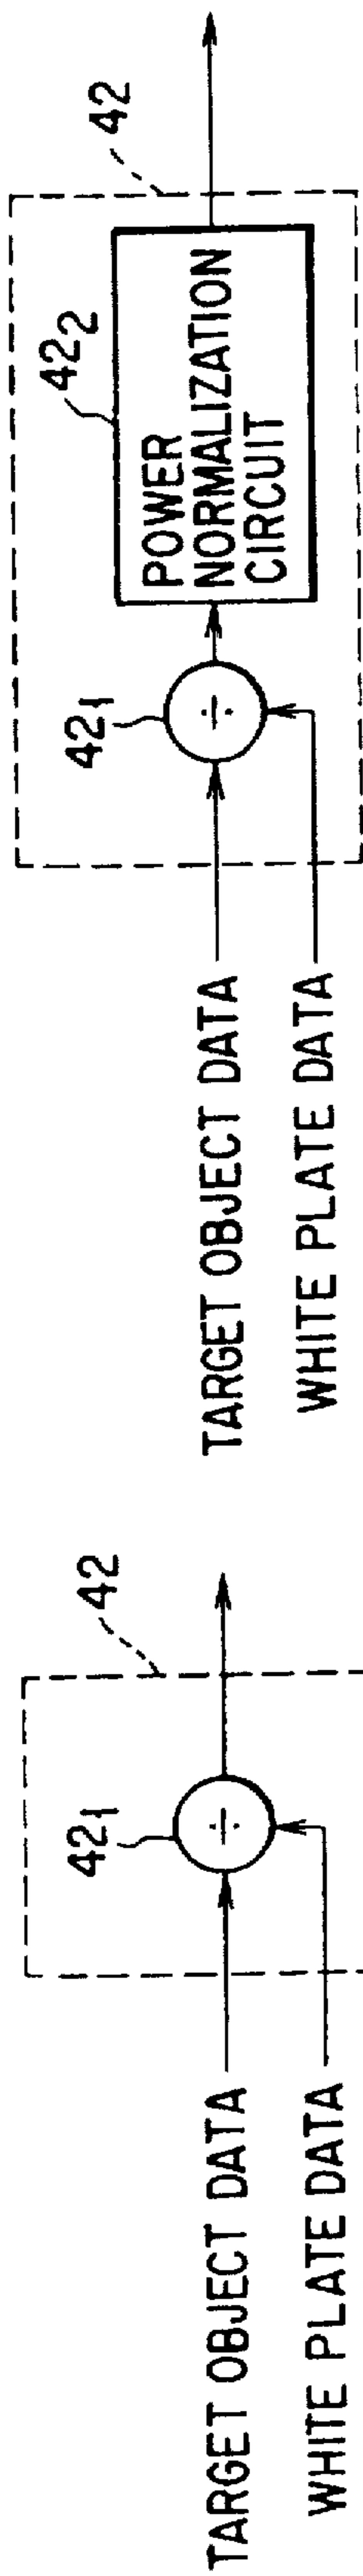 42
42₁
÷
TARGET OBJECT DATA
WHITE PLATE DATA
42
42₂
42₁
÷
POWER
NORMALIZATION
CIRCUIT
TARGET OBJECT DATA
WHITE PLATE DATA